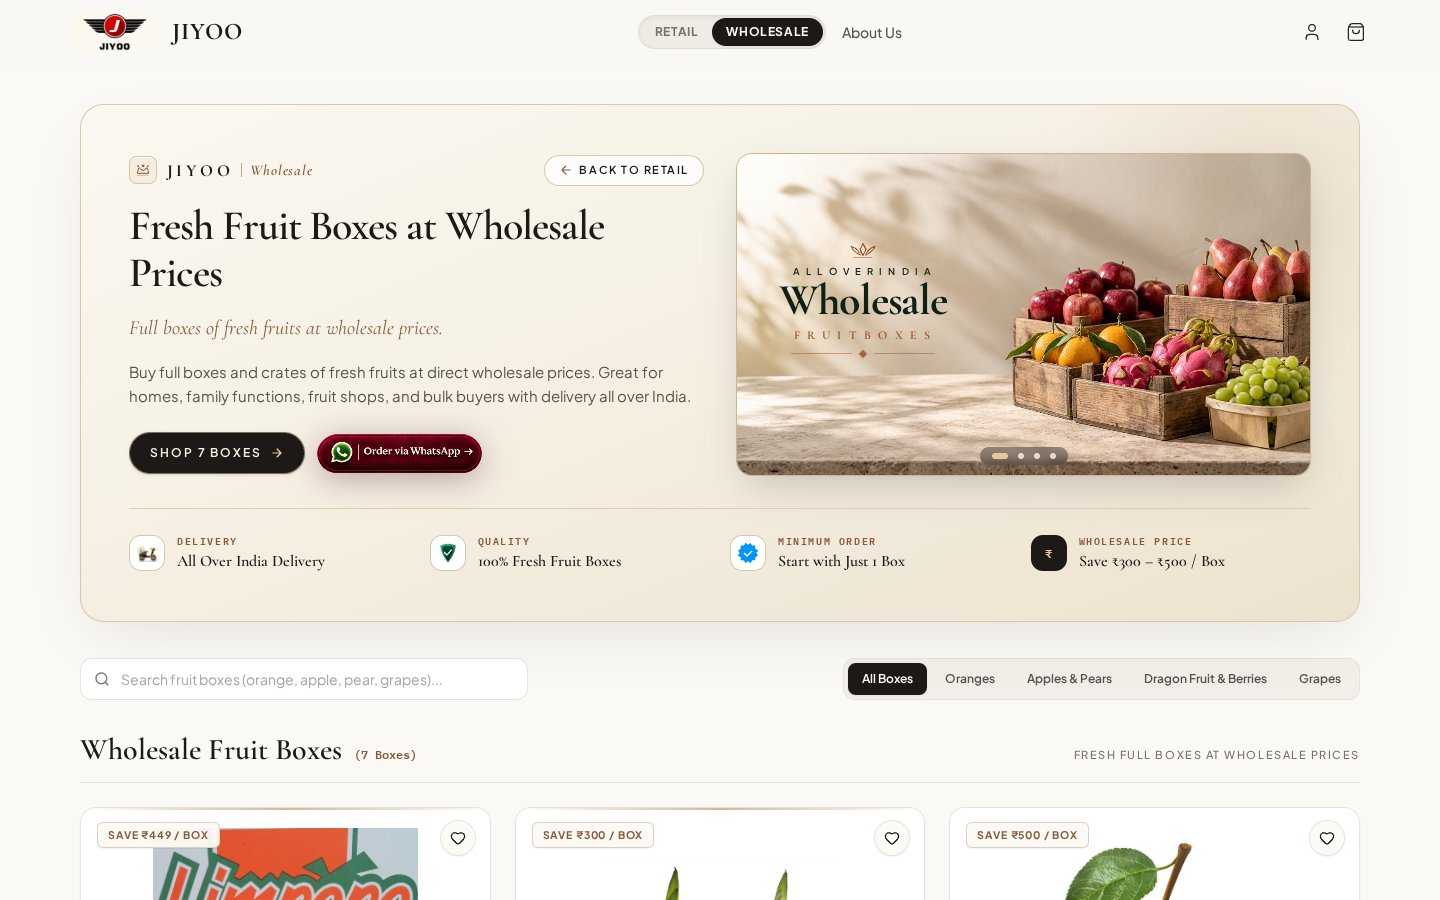 J
JIYOO
JIYOO
RETAIL
WHOLESALE
About Us
JIYOO | Wholesale
← BACK TO RETAIL
Fresh Fruit Boxes at Wholesale
Prices
Full boxes of fresh fruits at wholesale prices.
Buy full boxes and crates of fresh fruits at direct wholesale prices. Great for
homes, family functions, fruit shops, and bulk buyers with delivery all over India.
SHOP 7 BOXES →
Order via WhatsApp →
ALLOVERINDIA
Wholesale
FRUITBOXES
DELIVERY
All Over India Delivery
QUALITY
100% Fresh Fruit Boxes
MINIMUM ORDER
Start with Just 1 Box
₹
WHOLESALE PRICE
Save ₹300 – ₹500 / Box
Search fruit boxes (orange, apple, pear, grapes)...
All Boxes
Oranges
Apples & Pears
Dragon Fruit & Berries
Grapes
Wholesale Fruit Boxes (7 Boxes)
FRESH FULL BOXES AT WHOLESALE PRICES
SAVE ₹449 / BOX
SAVE ₹300 / BOX
SAVE ₹500 / BOX
Limpopo